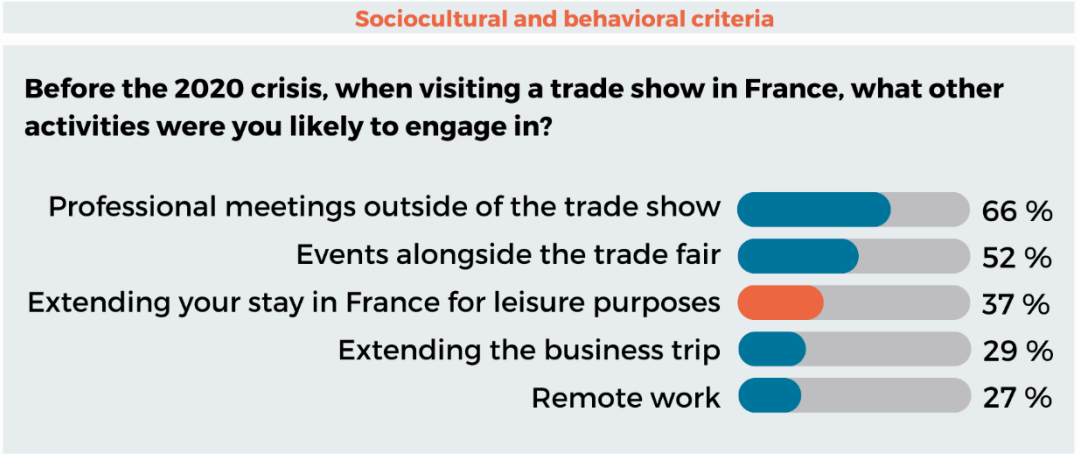 Sociocultural and behavioral criteria
Before the 2020 crisis, when visiting a trade show in France, what other
activities were you likely to engage in?
Professional meetings outside of the trade show 66 %
Events alongside the trade fair 52 %
Extending your stay in France for leisure purposes 37 %
Extending the business trip 29 %
Remote work 27 %